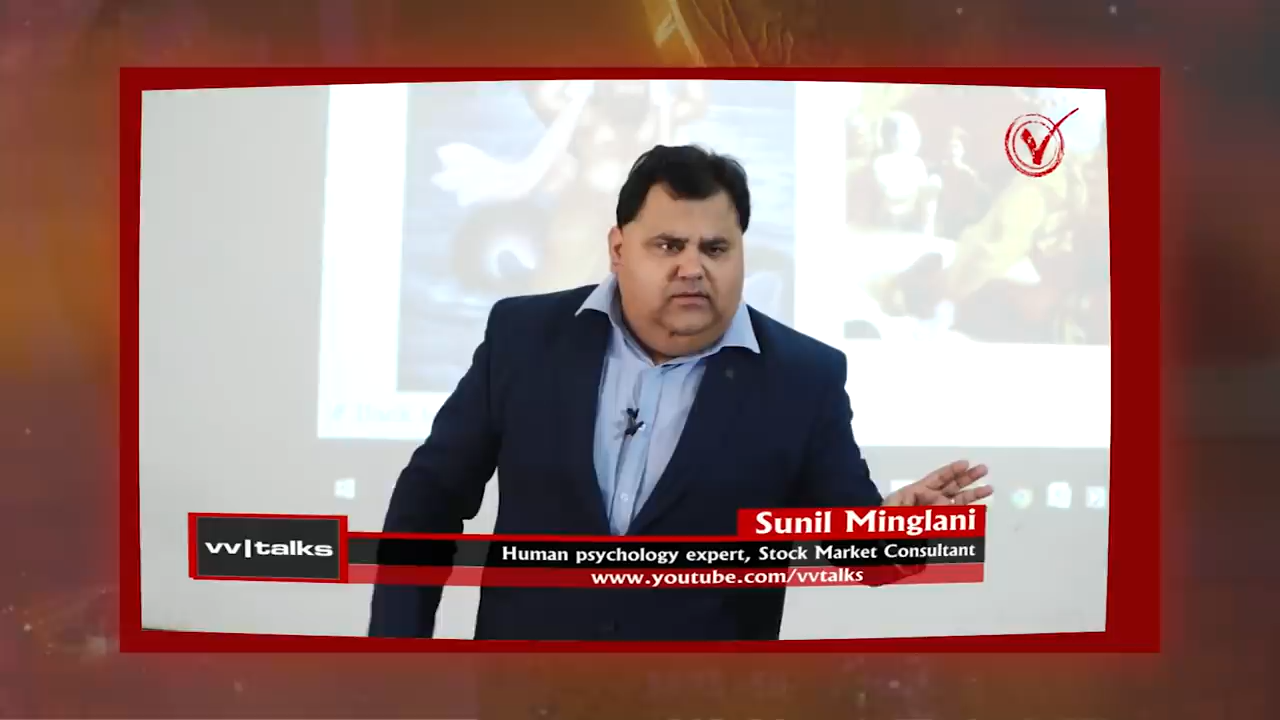 Sunil Minglani
vv|talks
Human psychology expert, Stock Market Consultant
www.youtube.com/vvtalks